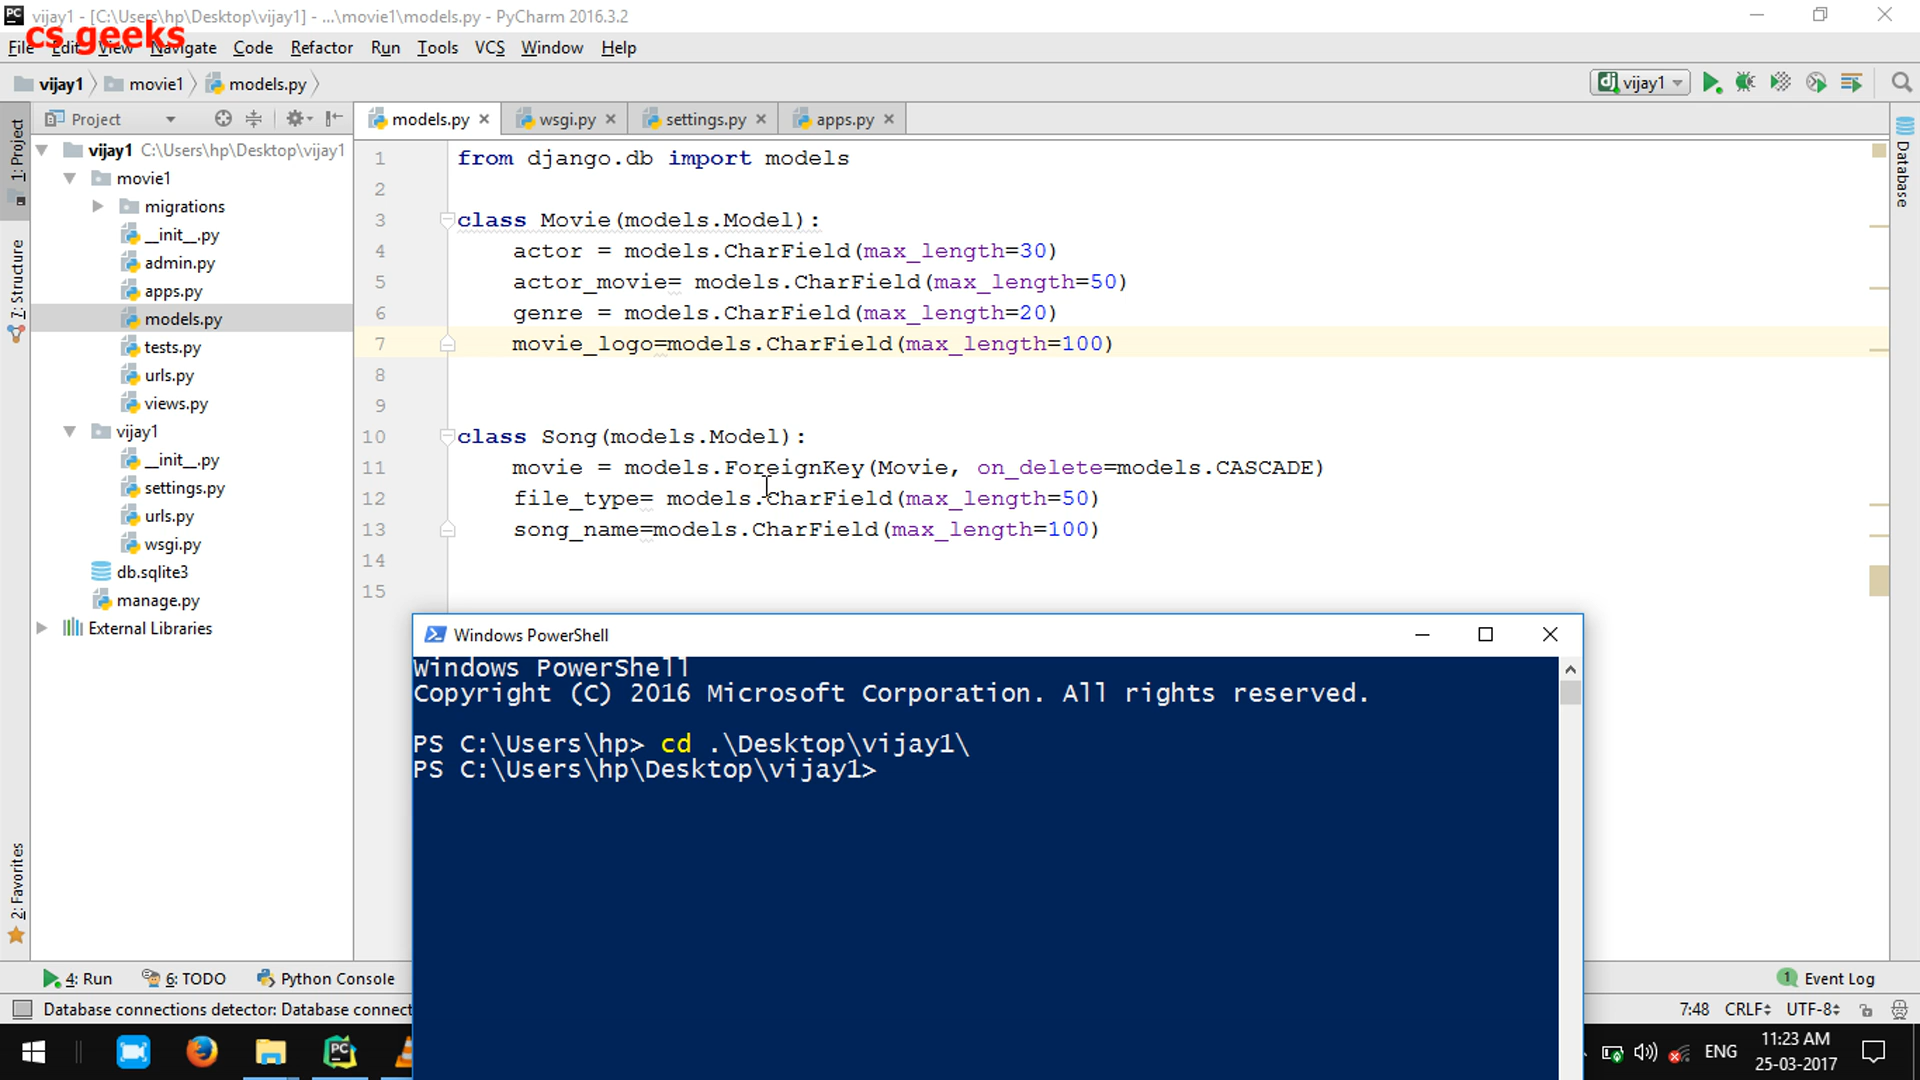 vijay1 - [C:\Users\hp\Desktop\vijay1] - ...\movie1\models.py - PyCharm 2016.3.2
cs geeks
File Edit View Navigate Code Refactor Run Tools VCS Window Help
vijay1 movie1 models.py
vijay1
1: Project
7: Structure
2: Favorites
Database
Project
models.py wsgi.py settings.py apps.py
vijay1 C:\Users\hp\Desktop\vijay1
movie1
migrations
__init__.py
admin.py
apps.py
models.py
tests.py
urls.py
views.py
vijay1
__init__.py
settings.py
urls.py
wsgi.py
db.sqlite3
manage.py
External Libraries
1 from django.db import models
2
3 class Movie(models.Model):
4 actor = models.CharField(max_length=30)
5 actor_movie= models.CharField(max_length=50)
6 genre = models.CharField(max_length=20)
7 movie_logo=models.CharField(max_length=100)
8
9
10 class Song(models.Model):
11 movie = models.ForeignKey(Movie, on_delete=models.CASCADE)
12 file_type= models.CharField(max_length=50)
13 song_name=models.CharField(max_length=100)
14
15
Windows PowerShell
Windows PowerShell
Copyright (C) 2016 Microsoft Corporation. All rights reserved.
PS C:\Users\hp> cd .\Desktop\vijay1\
PS C:\Users\hp\Desktop\vijay1>
4: Run 6: TODO Python Console
1 Event Log
Database connections detector: Database connect
7:48 CRLF UTF-8
ENG
11:23 AM
25-03-2017